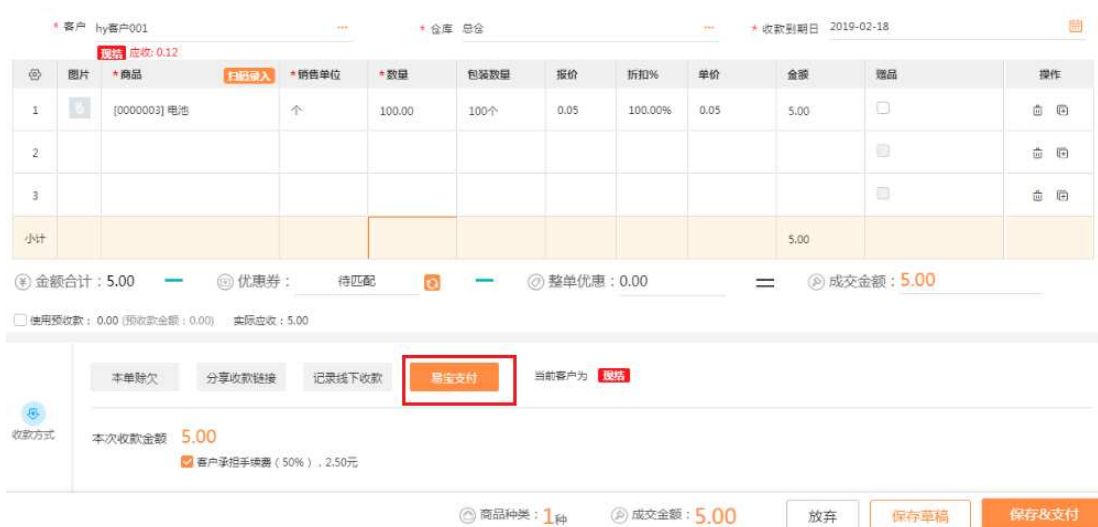 * 客户 hy客户001 ··· * 仓库 总仓 ··· * 收款到期日 2019-02-18
现结 应收: 0.12
图片 * 商品 扫码录入 * 销售单位 * 数量 包装数量 报价 折扣% 单价 金额 赠品 操作
1 [0000003] 电池 个 100.00 100个 0.05 100.00% 0.05 5.00
2
3
小计 5.00
金额合计：5.00 — 优惠券： 待匹配 — 整单优惠：0.00 = 成交金额：5.00
使用预收款： 0.00 (预收款金额：0.00) 实际应收：5.00
本单赊欠 分享收款链接 记录线下收款 易宝支付 当前客户为 现结
收款方式
本次收款金额 5.00
客户承担手续费（50%），2.50元
商品种类：1种 成交金额：5.00 放弃 保存草稿 保存&支付